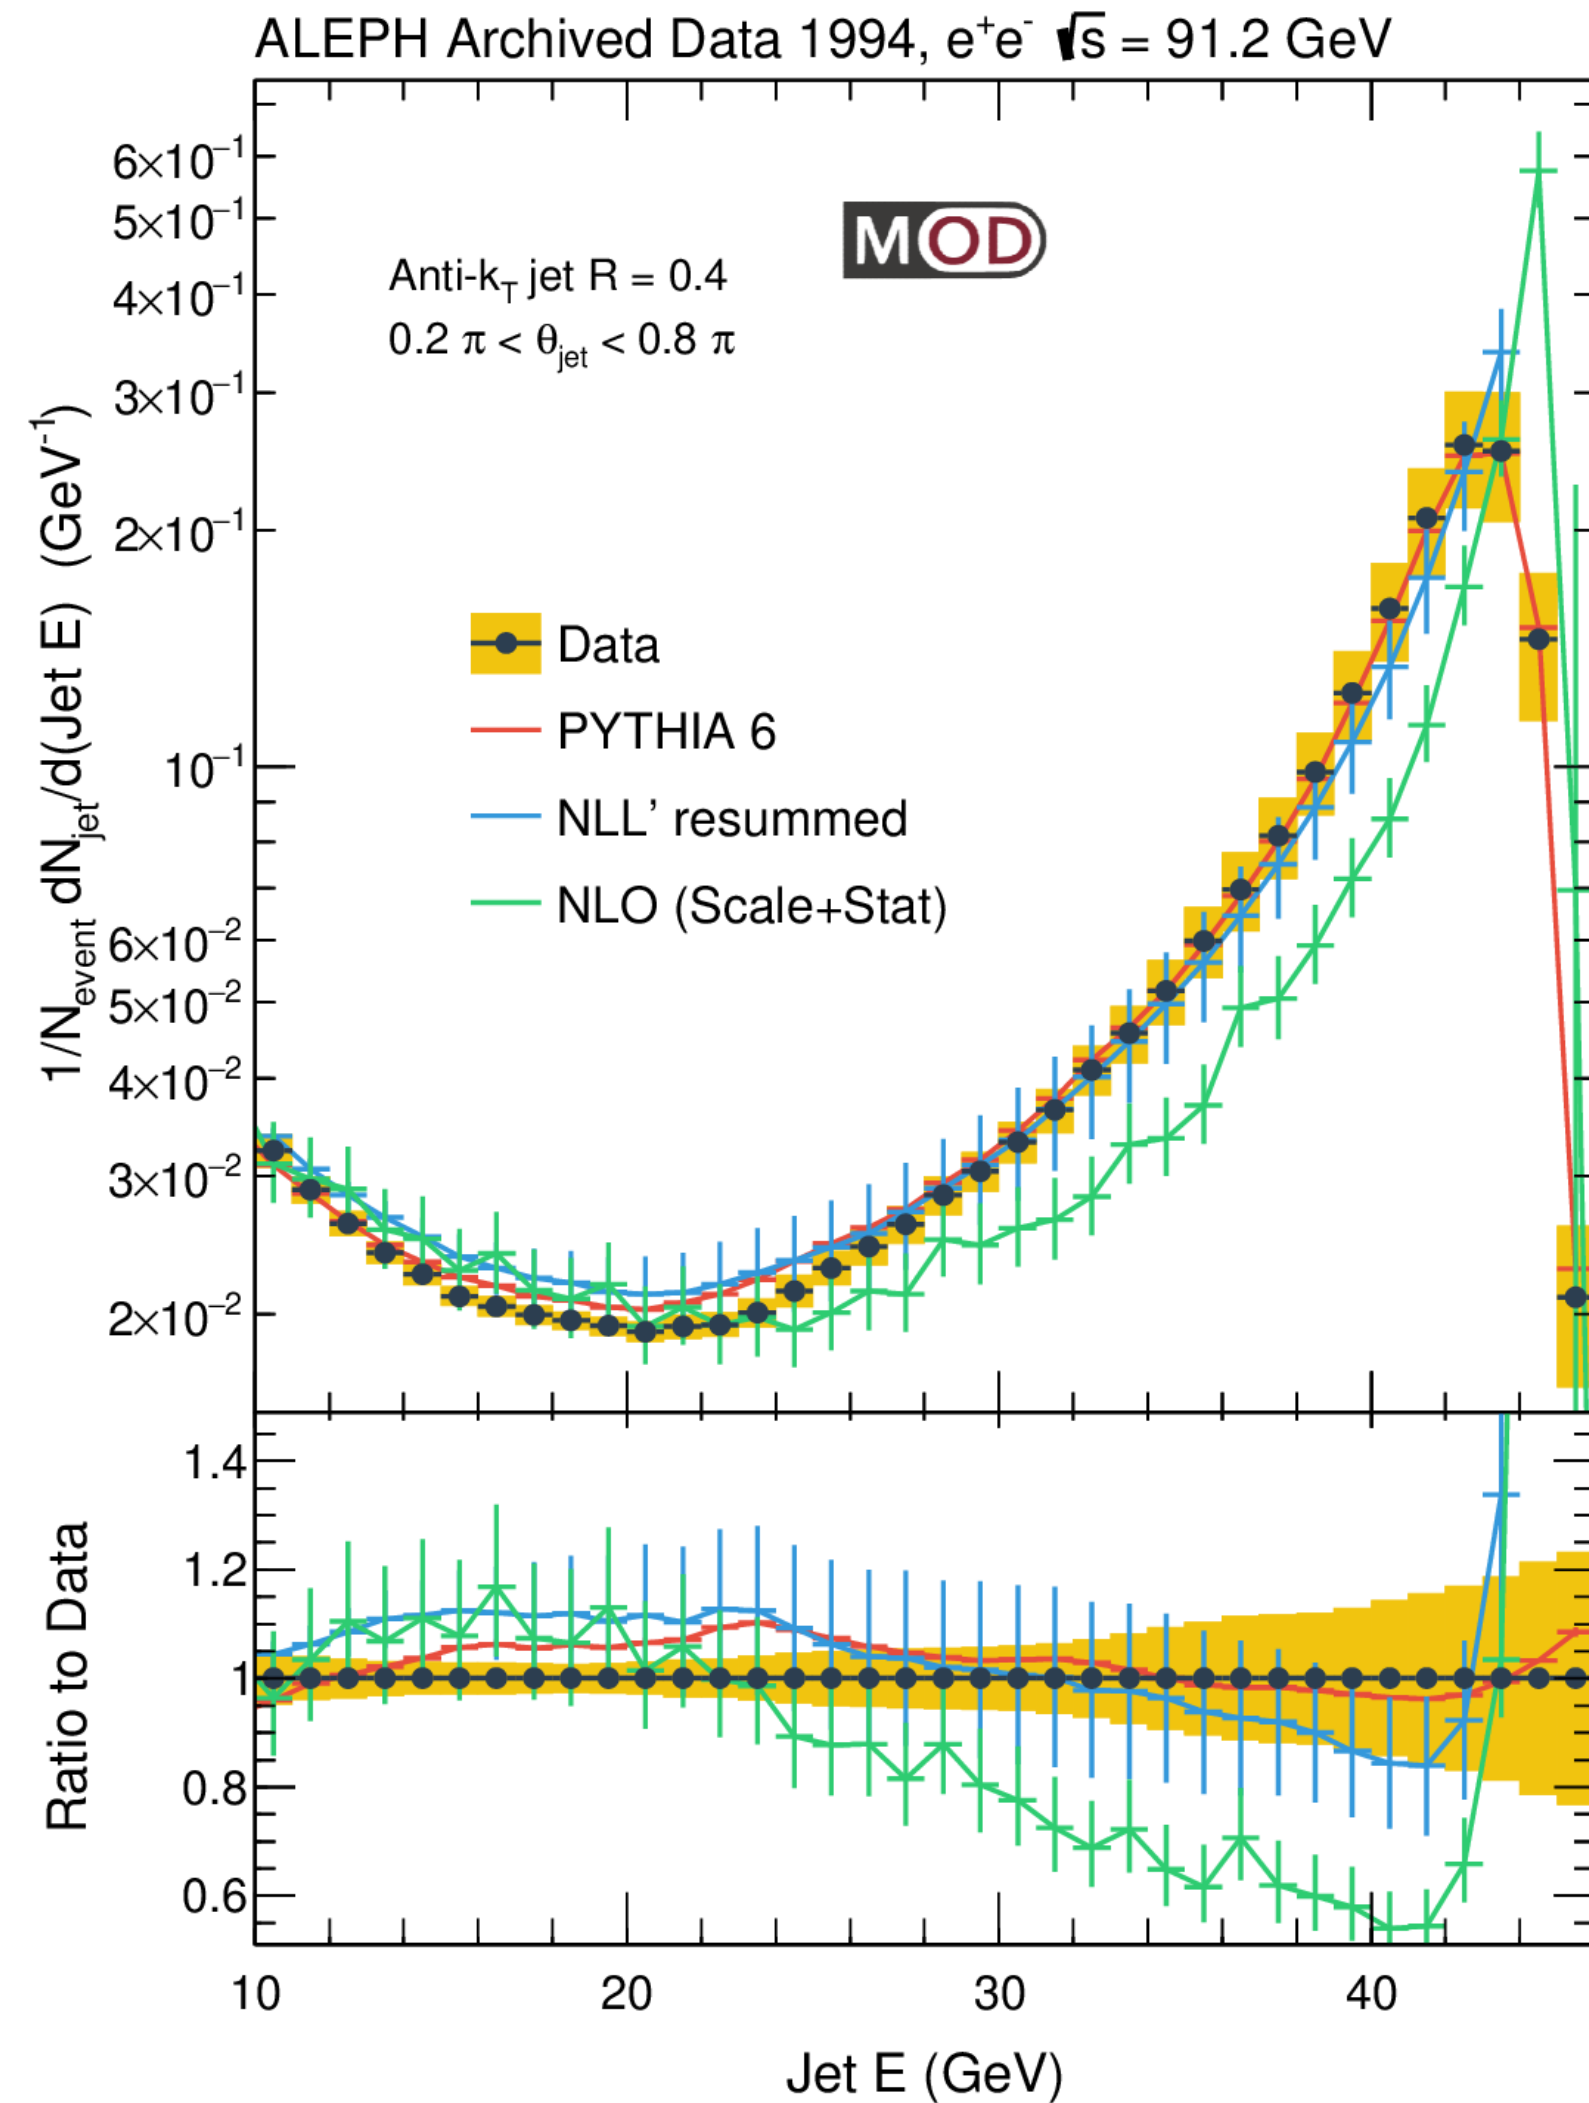 ALEPH Archived Data 1994, e⁺e⁻ √s = 91.2 GeV
6×10⁻¹
5×10⁻¹
4×10⁻¹
3×10⁻¹
2×10⁻¹
10⁻¹
6×10⁻²
5×10⁻²
4×10⁻²
3×10⁻²
2×10⁻²
1/N_event dN_jet/d(Jet E) (GeV⁻¹)
MOD
Anti-k_T jet R = 0.4
0.2 π < θ_jet < 0.8 π
Data
PYTHIA 6
NLL' resummed
NLO (Scale+Stat)
1.4
1.2
1
0.8
0.6
Ratio to Data
10 20 30 40
Jet E (GeV)